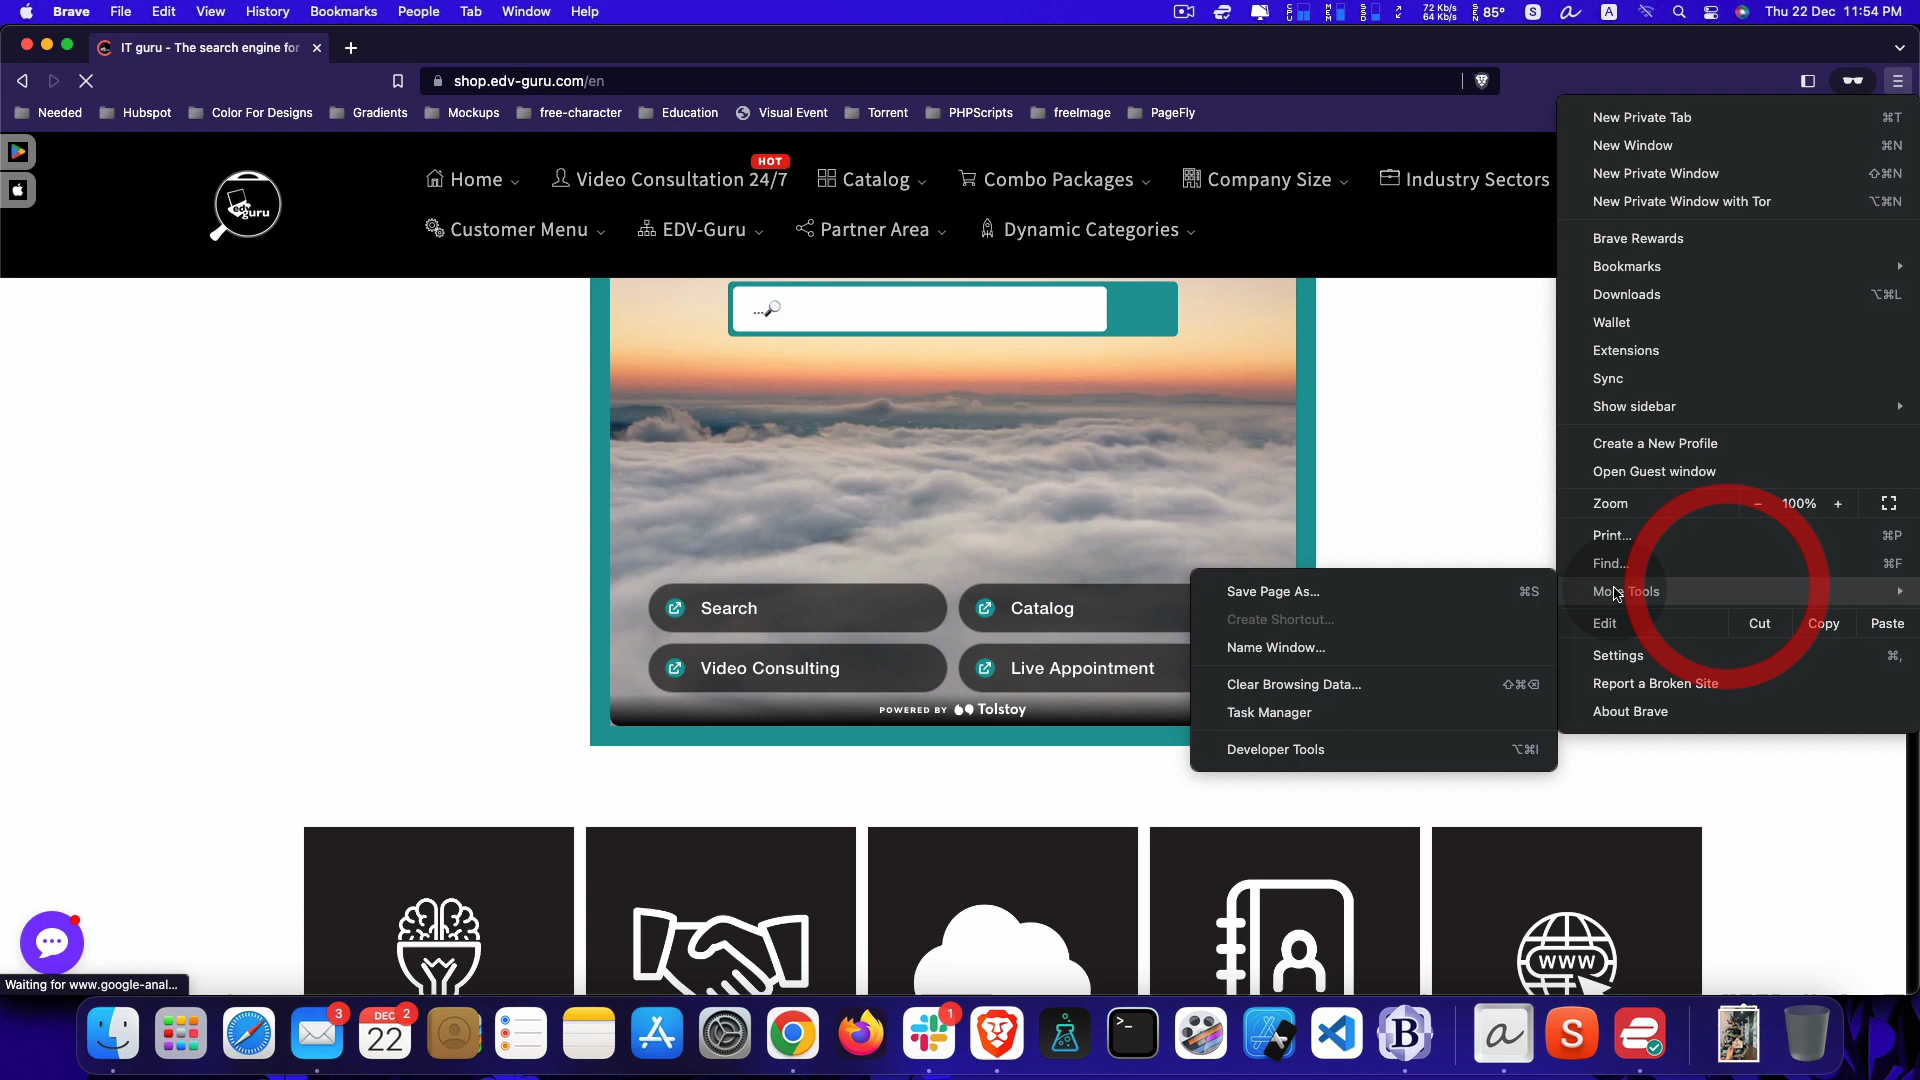 Brave File Edit View History Bookmarks People Tab Window Help
72 Kb/s
64 Kb/s
85°
Thu 22 Dec 11:54 PM
IT guru - The search engine for
shop.edv-guru.com/en
Needed Hubspot Color For Designs Gradients Mockups free-character Education Visual Event Torrent PHPScripts freeImage PageFly
edv
guru
HOT
Home Video Consultation 24/7 Catalog Combo Packages Company Size Industry Sectors
Customer Menu EDV-Guru Partner Area Dynamic Categories
...🔎
Search
Catalog
Video Consulting
Live Appointment
POWERED BY Tolstoy
New Private Tab ⌘T
New Window ⌘N
New Private Window ⇧⌘N
New Private Window with Tor ⌥⌘N
Brave Rewards
Bookmarks
Downloads ⌥⌘L
Wallet
Extensions
Sync
Show sidebar
Create a New Profile
Open Guest window
Zoom − 100% +
Print... ⌘P
Find... ⌘F
More Tools
Edit Cut Copy Paste
Settings ⌘,
Report a Broken Site
About Brave
Save Page As... ⌘S
Create Shortcut...
Name Window...
Clear Browsing Data... ⇧⌘⌫
Task Manager
Developer Tools ⌥⌘I
WWW
Waiting for www.google-anal...
3
DEC 2
22
1